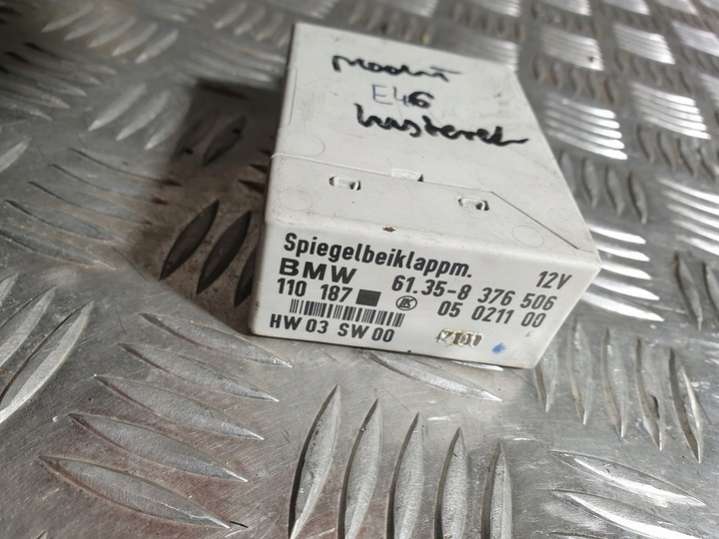 moduł
E46
lusterek
Spiegelbeiklappm. 12V
BMW 61.35-8 376 506
110 187 LK 05 0211 00
HW 03 SW 00